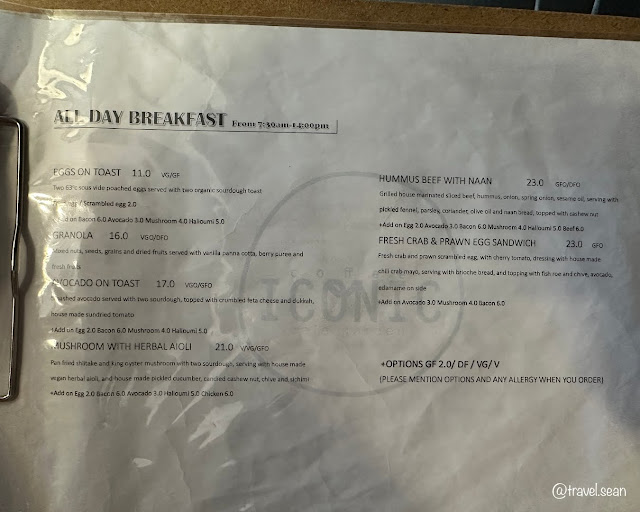 ALL DAY BREAKFAST From 7:30am-14:00pm
EGGS ON TOAST 11.0 VG/GF
Two 63℃ sous vide poached eggs served with two organic sourdough toast
/ Scrambled egg 2.0
+Add on Bacon 6.0 Avocado 3.0 Mushroom 4.0 Halloumi 5.0
GRANOLA 16.0 VGO/DFO
Mixed nuts, seeds, grains and dried fruits served with vanilla panna cotta, berry puree and
fresh fruits
AVOCADO ON TOAST 17.0 VGO/GFO
Smashed avocado served with two sourdough, topped with crumbled feta cheese and dukkah,
house made sundried tomato
+Add on Egg 2.0 Bacon 6.0 Mushroom 4.0 Halloumi 5.0
MUSHROOM WITH HERBAL AIOLI 21.0 V/VG/GFO
Pan fried shiitake and king oyster mushroom with two sourdough, serving with house made
vegan herbal aioli, and house made pickled cucumber, candied cashew nut, chive and
+Add on Egg 2.0 Bacon 6.0 Avocado 3.0 Halloumi 5.0 Chicken 6.0
HUMMUS BEEF WITH NAAN 23.0 GFO/DFO
Grilled house marinated sliced beef, hummus, onion, spring onion, sesame oil, serving with
pickled fennel, parsley, coriander, olive oil and naan bread, topped with cashew nut
+Add on Egg 2.0 Avocado 3.0 Bacon 6.0 Mushroom 4.0 Halloumi 5.0 Beef 6.0
FRESH CRAB & PRAWN EGG SANDWICH 23.0 GFO
Fresh crab and prawn scrambled egg, with cherry tomato, dressing with house made
chili crab mayo, serving with brioche bread, and topping with fish roe and chive, avocado,
edamame on side
+Add on Avocado 3.0 Mushroom 4.0 Bacon 6.0
+OPTIONS GF 2.0/ DF / VG/ V
(PLEASE MENTION OPTIONS AND ANY ALLERGY WHEN YOU ORDER)
ICONIC
@travel.sean